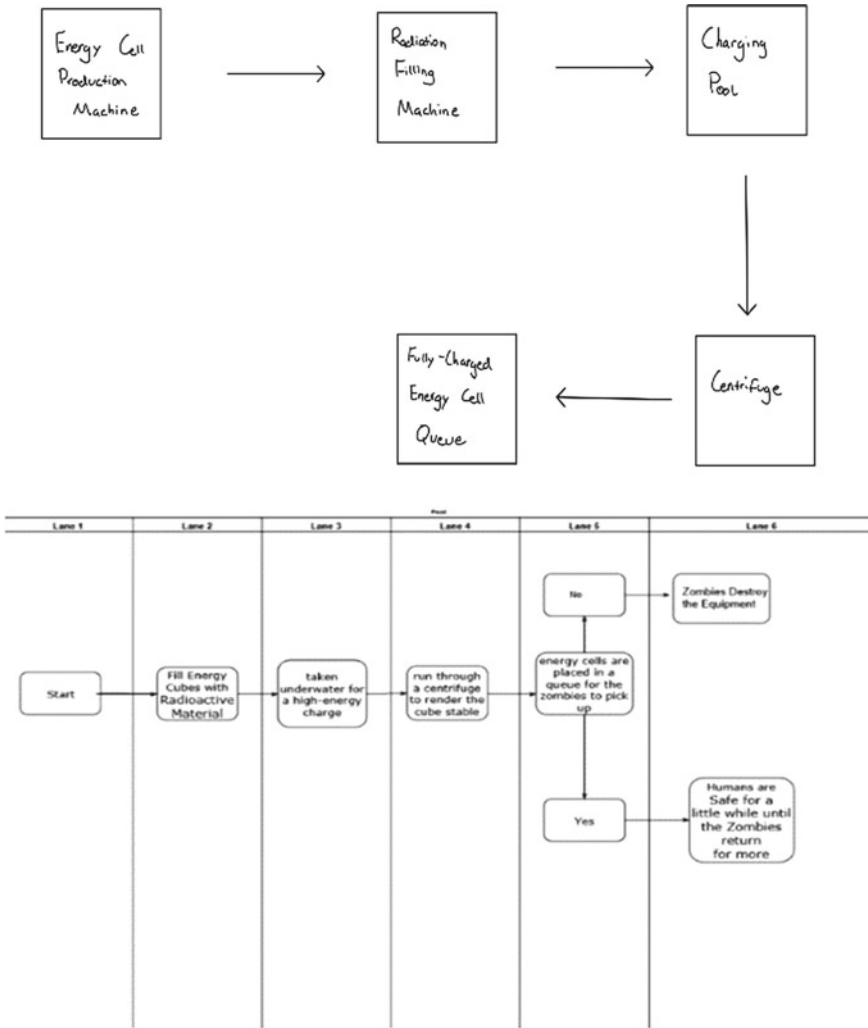 Energy Cell
Production
Machine
Radiation
Filling
Machine
Charging
Pool
Fully-Charged
Energy Cell
Queue
Centrifuge
Pool
Lane 1
Lane 2
Lane 3
Lane 4
Lane 5
Lane 6
Start
Fill Energy
Cubes with
Radioactive
Material
taken
underwater for
a high-energy
charge
run through
a centrifuge
to render the
cube stable
No
energy cells are
placed in a
queue for the
zombies to pick
up
Yes
Zombies Destroy
the Equipment
Humans are
Safe for a
little while until
the Zombies
return
for more